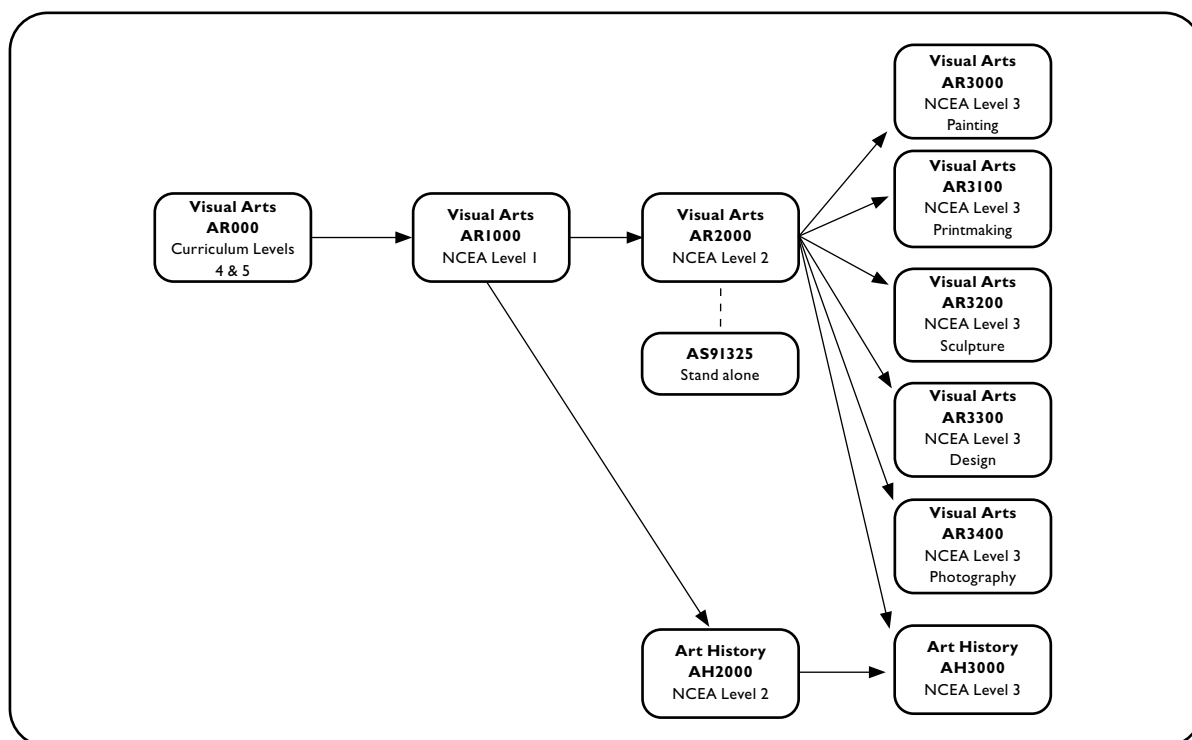 Visual Arts
AR000
Curriculum Levels
4 & 5
Visual Arts
AR1000
NCEA Level 1
Visual Arts
AR2000
NCEA Level 2
AS91325
Stand alone
Art History
AH2000
NCEA Level 2
Visual Arts
AR3000
NCEA Level 3
Painting
Visual Arts
AR3100
NCEA Level 3
Printmaking
Visual Arts
AR3200
NCEA Level 3
Sculpture
Visual Arts
AR3300
NCEA Level 3
Design
Visual Arts
AR3400
NCEA Level 3
Photography
Art History
AH3000
NCEA Level 3